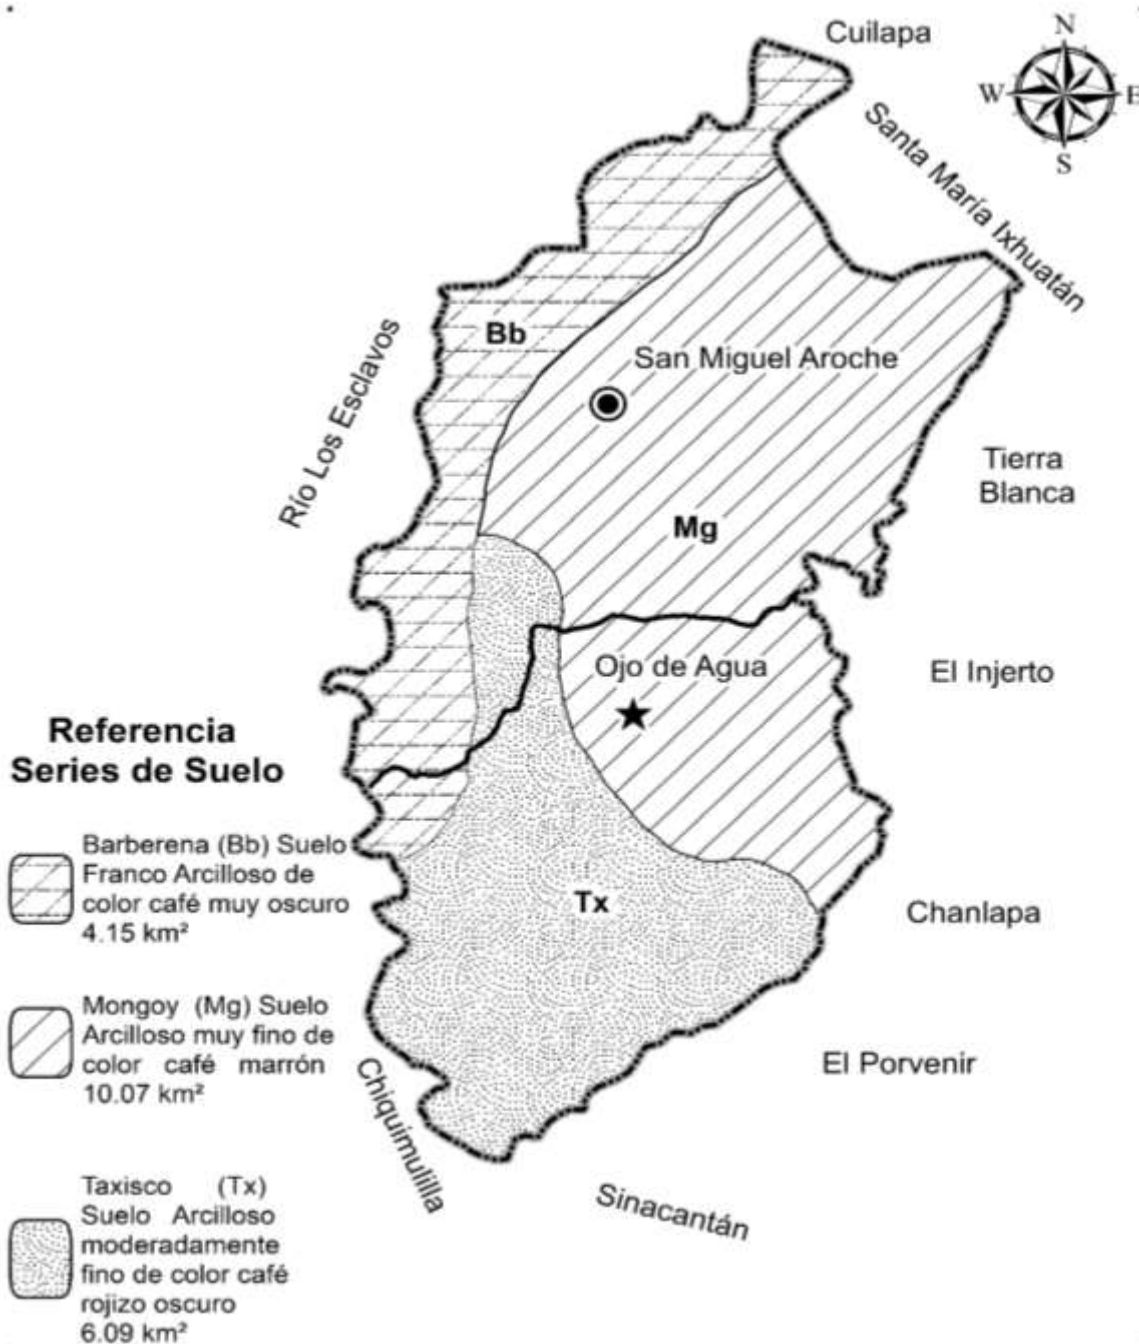 Cuilapa
N
W
E
S
Santa María Ixhuatán
Bb
San Miguel Aroche
Río Los Esclavos
Tierra
Blanca
Mg
Ojo de Agua
El Injerto
Tx
Chanlapa
El Porvenir
Chiquimulilla
Sinacantán
Referencia
Series de Suelo
Barberena (Bb) Suelo
Franco Arcilloso de
color café muy oscuro
4.15 km²
Mongoy (Mg) Suelo
Arcilloso muy fino de
color café marrón
10.07 km²
Taxisco (Tx)
Suelo Arcilloso
moderadamente
fino de color café
rojizo oscuro
6.09 km²